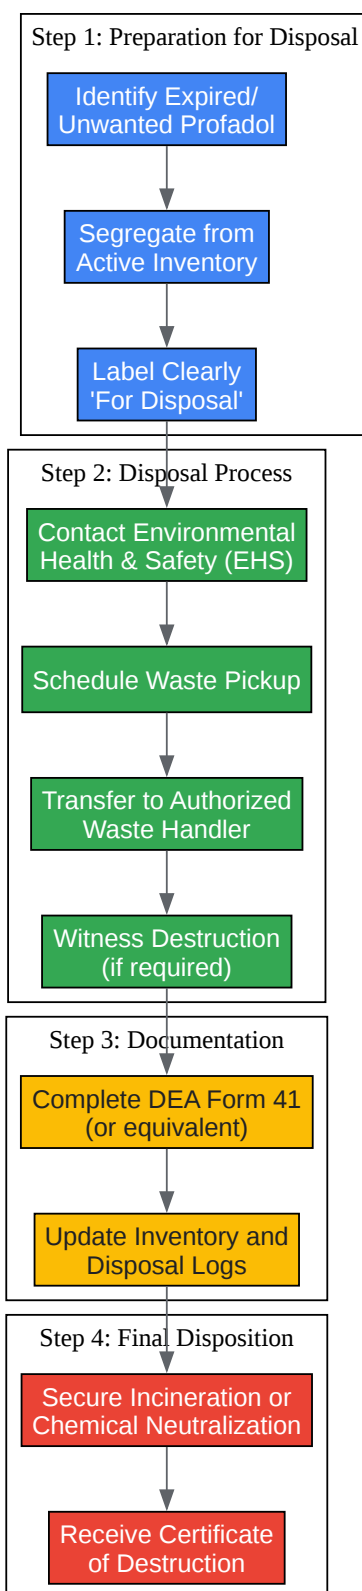 Step 1: Preparation for Disposal
Identify Expired/
Unwanted Profadol
Segregate from
Active Inventory
Label Clearly
'For Disposal'
Step 2: Disposal Process
Contact Environmental
Health & Safety (EHS)
Schedule Waste Pickup
Transfer to Authorized
Waste Handler
Witness Destruction
(if required)
Step 3: Documentation
Complete DEA Form 41
(or equivalent)
Update Inventory and
Disposal Logs
Step 4: Final Disposition
Secure Incineration or
Chemical Neutralization
Receive Certificate
of Destruction